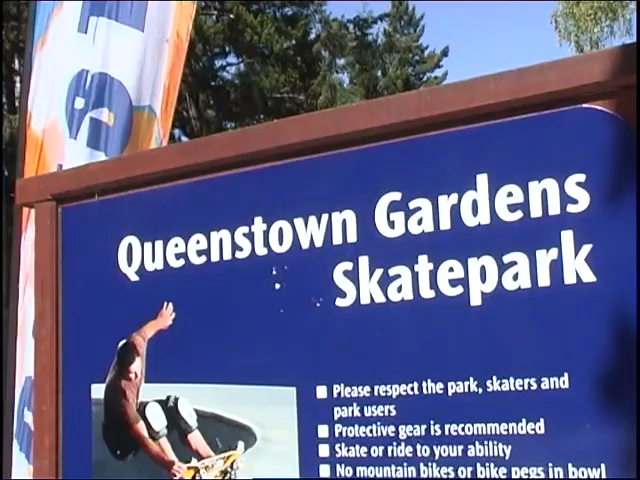 Queenstown Gardens
Skatepark
Please respect the park, skaters and
park users
Protective gear is recommended
Skate or ride to your ability
No mountain bikes or bike pegs in bowl